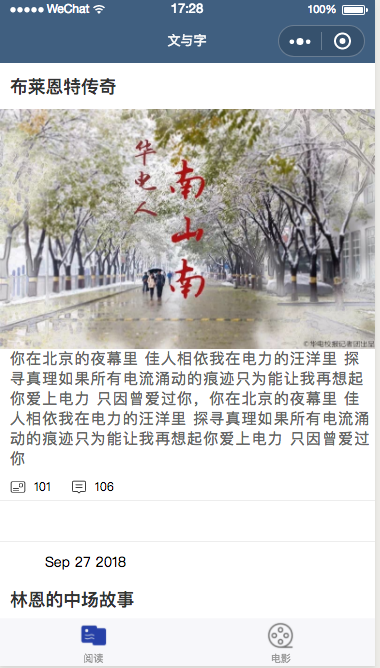 WeChat 17:28 100%
文与字
布莱恩特传奇
华电人
南山南
©华电校报记者团出品
你在北京的夜幕里 佳人相依我在电力的汪洋里 探
寻真理如果所有电流涌动的痕迹只为能让我再想起
你爱上电力 只因曾爱过你，你在北京的夜幕里 佳
人相依我在电力的汪洋里 探寻真理如果所有电流涌
动的痕迹只为能让我再想起你爱上电力 只因曾爱过
你
101 106
Sep 27 2018
林恩的中场故事
阅读 电影